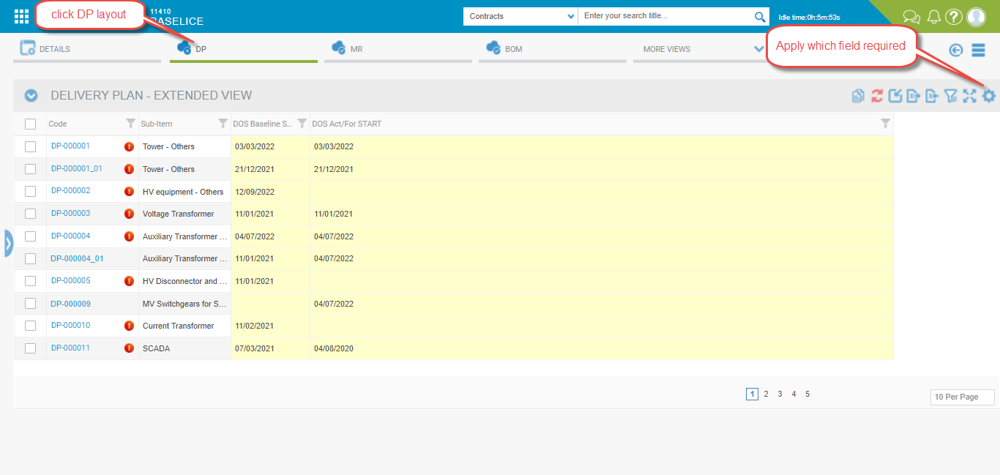 click DP layout
11410
BASELICE
Contracts
Enter your search title...
Idle time:0h:5m:53s
DETAILS
DP
MR
BOM
MORE VIEWS
Apply which field required
DELIVERY PLAN - EXTENDED VIEW
Code Sub-Item DOS Baseline S... DOS Act/For START
DP-000001 Tower - Others 03/03/2022 03/03/2022
DP-000001_01 Tower - Others 21/12/2021 21/12/2021
DP-000002 HV equipment - Others 12/09/2022
DP-000003 Voltage Transformer 11/01/2021 11/01/2021
DP-000004 Auxiliary Transformer ... 04/07/2022 04/07/2022
DP-000004_01 Auxiliary Transformer ... 11/01/2021 04/07/2022
DP-000005 HV Disconnector and ... 11/01/2021
DP-000009 MV Switchgears for S... 04/07/2022
DP-000010 Current Transformer 11/02/2021
DP-000011 SCADA 07/03/2021 04/08/2020
1 2 3 4 5
10 Per Page